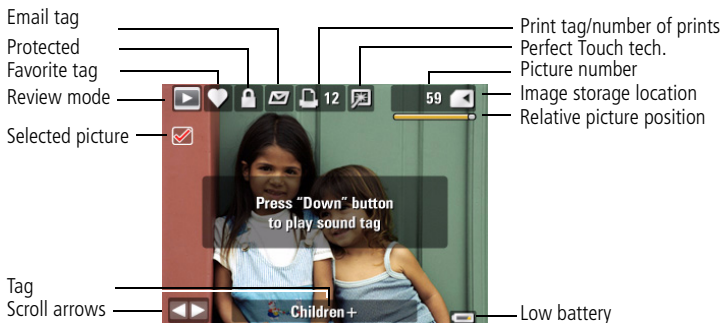 Email tag
Protected
Favorite tag
Review mode
Selected picture
Tag
Scroll arrows
Print tag/number of prints
Perfect Touch tech.
Picture number
Image storage location
Relative picture position
Low battery
12
59
Press “Down” button
to play sound tag
Children+